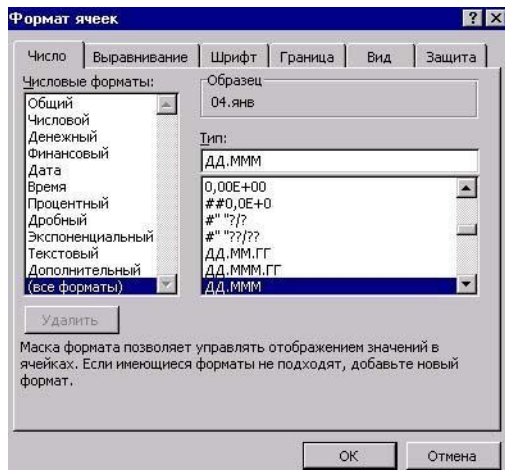 Формат ячеек
Число Выравнивание Шрифт Граница Вид Защита
Числовые форматы:
Общий
Числовой
Денежный
Финансовый
Дата
Время
Процентный
Дробный
Экспоненциальный
Текстовый
Дополнительный
(все форматы)
Образец
04.янв
Тип:
ДД.МММ
0,00E+00
##0,0E+0
#" "?/?
#" "??/??
ДД.ММ.ГГ
ДД.МММ.ГГ
ДД.МММ
Удалить
Маска формата позволяет управлять отображением значений в
ячейках. Если имеющиеся форматы не подходят, добавьте новый
формат.
ОК Отмена